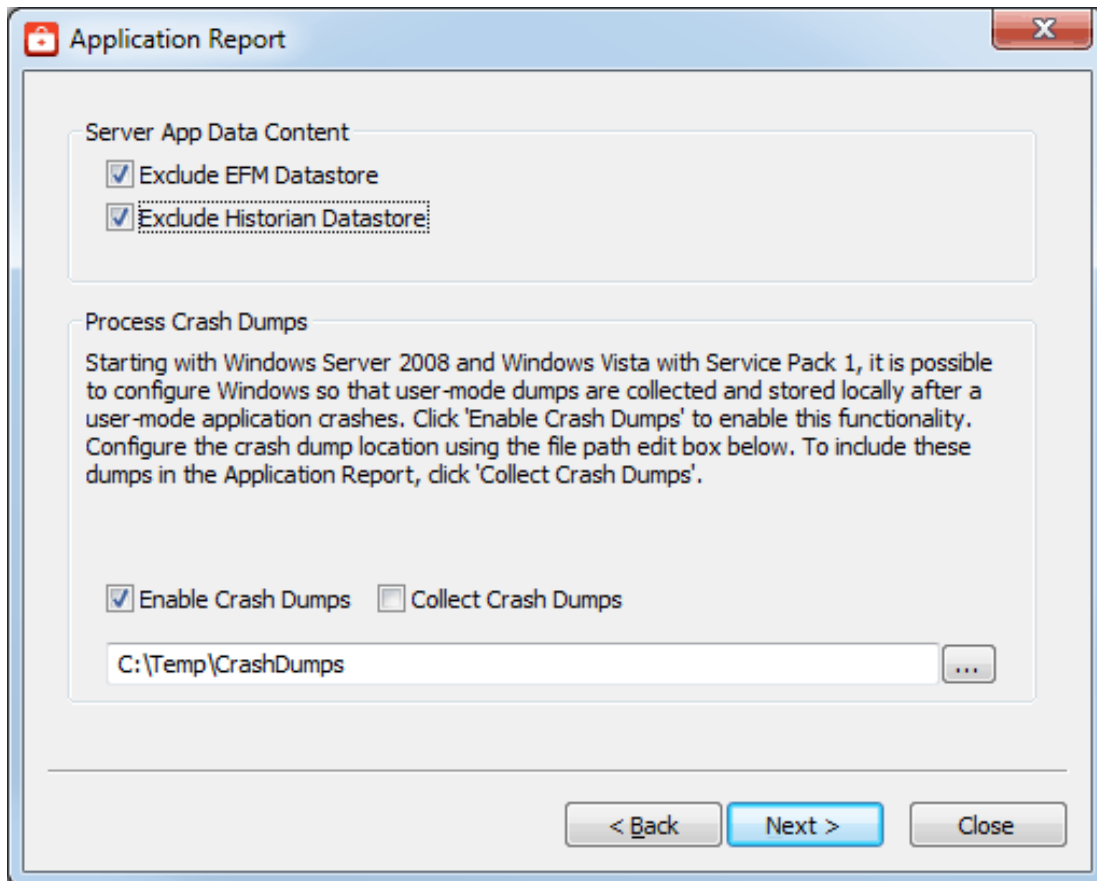 Application Report
Server App Data Content
Exclude EFM Datastore
Exclude Historian Datastore
Process Crash Dumps
Starting with Windows Server 2008 and Windows Vista with Service Pack 1, it is possible
to configure Windows so that user-mode dumps are collected and stored locally after a
user-mode application crashes. Click 'Enable Crash Dumps' to enable this functionality.
Configure the crash dump location using the file path edit box below. To include these
dumps in the Application Report, click 'Collect Crash Dumps'.
Enable Crash Dumps Collect Crash Dumps
C:\Temp\CrashDumps ...
< Back Next > Close